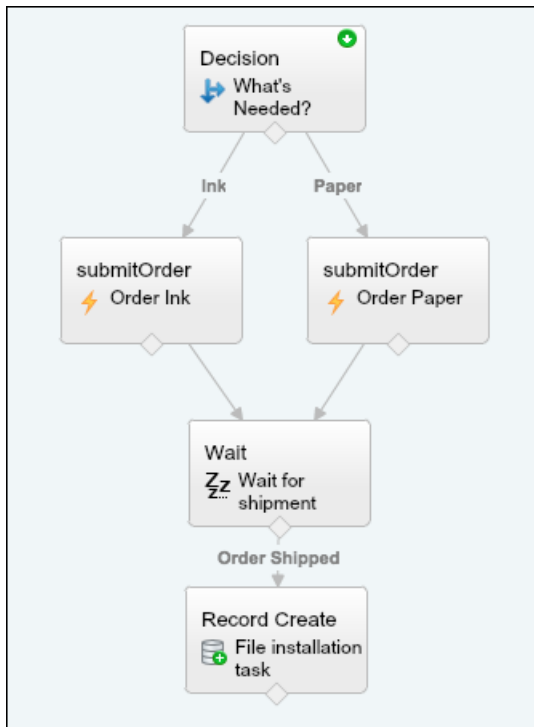 Decision
What's
Needed?
Ink
Paper
submitOrder
Order Ink
submitOrder
Order Paper
Wait
Wait for
shipment
Order Shipped
Record Create
File installation
task